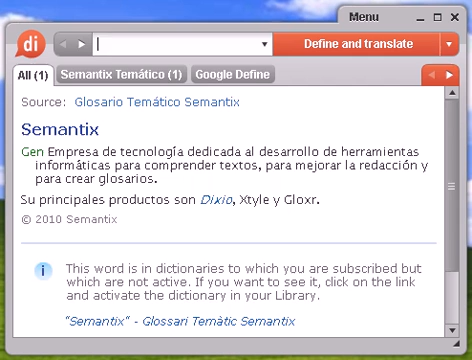 Menu
di
Define and translate
All (1)
Semantix Temático (1)
Google Define
Source: Glosario Temático Semantix
Semantix
Gen Empresa de tecnología dedicada al desarrollo de herramientas
informáticas para comprender textos, para mejorar la redacción y
para crear glosarios.
Su principales productos son Dixio, Xtyle y Gloxr.
© 2010 Semantix
i
This word is in dictionaries to which you are subscribed but
which are not active. If you want to see it, click on the link
and activate the dictionary in your Library.
"Semantix" - Glossari Temàtic Semantix